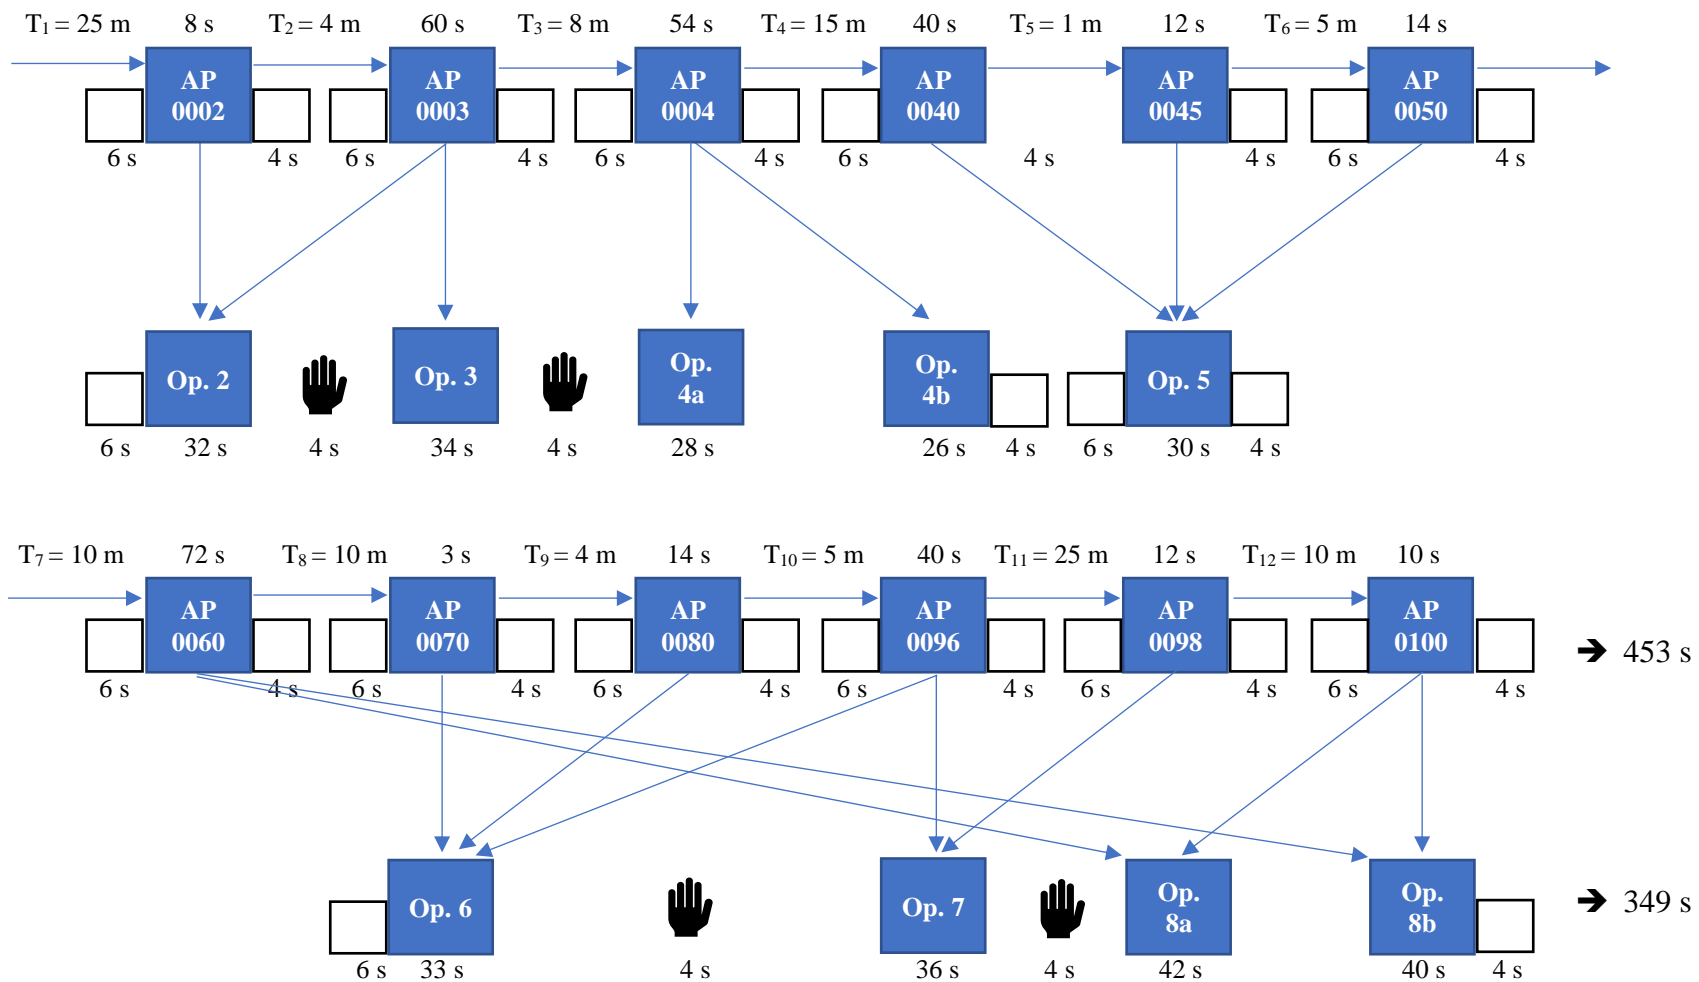 T₁ = 25 m 8 s T₂ = 4 m 60 s T₃ = 8 m 54 s T₄ = 15 m 40 s T₅ = 1 m 12 s T₆ = 5 m 14 s
AP 0002
AP 0003
AP 0004
AP 0040
AP 0045
AP 0050
6 s 4 s 6 s 4 s 6 s 4 s 6 s 4 s 4 s 6 s 4 s
Op. 2
Op. 3
Op. 4a
Op. 4b
Op. 5
6 s 32 s 4 s 34 s 4 s 28 s 26 s 4 s 6 s 30 s 4 s
T₇ = 10 m 72 s T₈ = 10 m 3 s T₉ = 4 m 14 s T₁₀ = 5 m 40 s T₁₁ = 25 m 12 s T₁₂ = 10 m 10 s
AP 0060
AP 0070
AP 0080
AP 0096
AP 0098
AP 0100
➔ 453 s
6 s 4 s 6 s 4 s 6 s 4 s 6 s 4 s 6 s 4 s 6 s 4 s
Op. 6
Op. 7
Op. 8a
Op. 8b
➔ 349 s
6 s 33 s 4 s 36 s 4 s 42 s 40 s 4 s